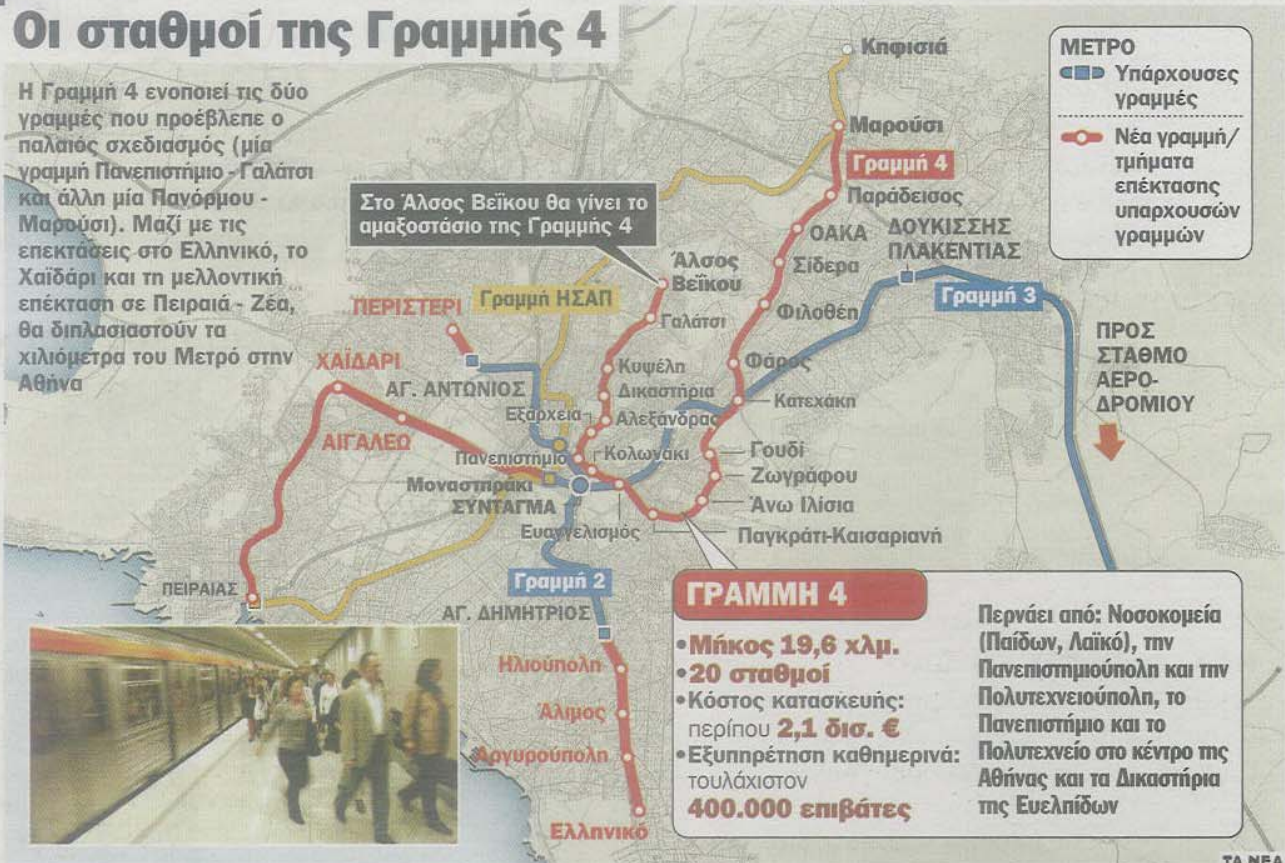 Οι σταθμοί της Γραμμής 4
Η Γραμμή 4 ενοποιεί τις δύο
γραμμές που προέβλεπε ο
παλαιός σχεδιασμός (μία
γραμμή Πανεπιστήμιο - Γαλάτσι
και άλλη μία Πανόρμου -
Μαρούσι). Μαζί με τις
επεκτάσεις στο Ελληνικό, το
Χαϊδάρι και τη μελλοντική
επέκταση σε Πειραιά - Ζέα,
θα διπλασιαστούν τα
χιλιόμετρα του Μετρό στην
Αθήνα
Στο Άλσος Βεΐκου θα γίνει το
αμαξοστάσιο της Γραμμής 4
ΜΕΤΡΟ
Υπάρχουσες
γραμμές
Νέα γραμμή/
τμήματα
επέκτασης
υπαρχουσών
γραμμών
Κηφισιά
Μαρούσι
Γραμμή 4
Παράδεισος
ΟΑΚΑ
ΔΟΥΚΙΣΣΗΣ
ΠΛΑΚΕΝΤΙΑΣ
Σίδερα
Γραμμή 3
Φιλοθέη
Άλσος
Βεΐκου
Γαλάτσι
Γραμμή ΗΣΑΠ
ΠΕΡΙΣΤΕΡΙ
ΧΑΪΔΑΡΙ
ΑΓ. ΑΝΤΩΝΙΟΣ
ΑΙΓΑΛΕΩ
Κυψέλη
Δικαστήρια
Εξάρχεια
Αλεξάνδρας
Φάρος
Κατεχάκη
ΠΡΟΣ
ΣΤΑΘΜΟ
ΑΕΡΟ-
ΔΡΟΜΙΟΥ
Πανεπιστήμιο
Κολωνάκι
Γουδί
Μοναστηράκι
Ζωγράφου
ΣΥΝΤΑΓΜΑ
Άνω Ιλίσια
Ευαγγελισμός
Παγκράτι-Καισαριανή
ΠΕΙΡΑΙΑΣ
Γραμμή 2
ΑΓ. ΔΗΜΗΤΡΙΟΣ
Ηλιούπολη
Άλιμος
Αργυρούπολη
Ελληνικό
ΓΡΑΜΜΗ 4
•Μήκος 19,6 χλμ.
•20 σταθμοί
•Κόστος κατασκευής:
περίπου 2,1 δισ. €
•Εξυπηρέτηση καθημερινά:
τουλάχιστον
400.000 επιβάτες
Περνάει από: Νοσοκομεία
(Παίδων, Λαϊκό), την
Πανεπιστημιούπολη και την
Πολυτεχνειούπολη, το
Πανεπιστήμιο και το
Πολυτεχνείο στο κέντρο της
Αθήνας και τα Δικαστήρια
της Ευελπίδων
ΤΑ ΝΕΑ